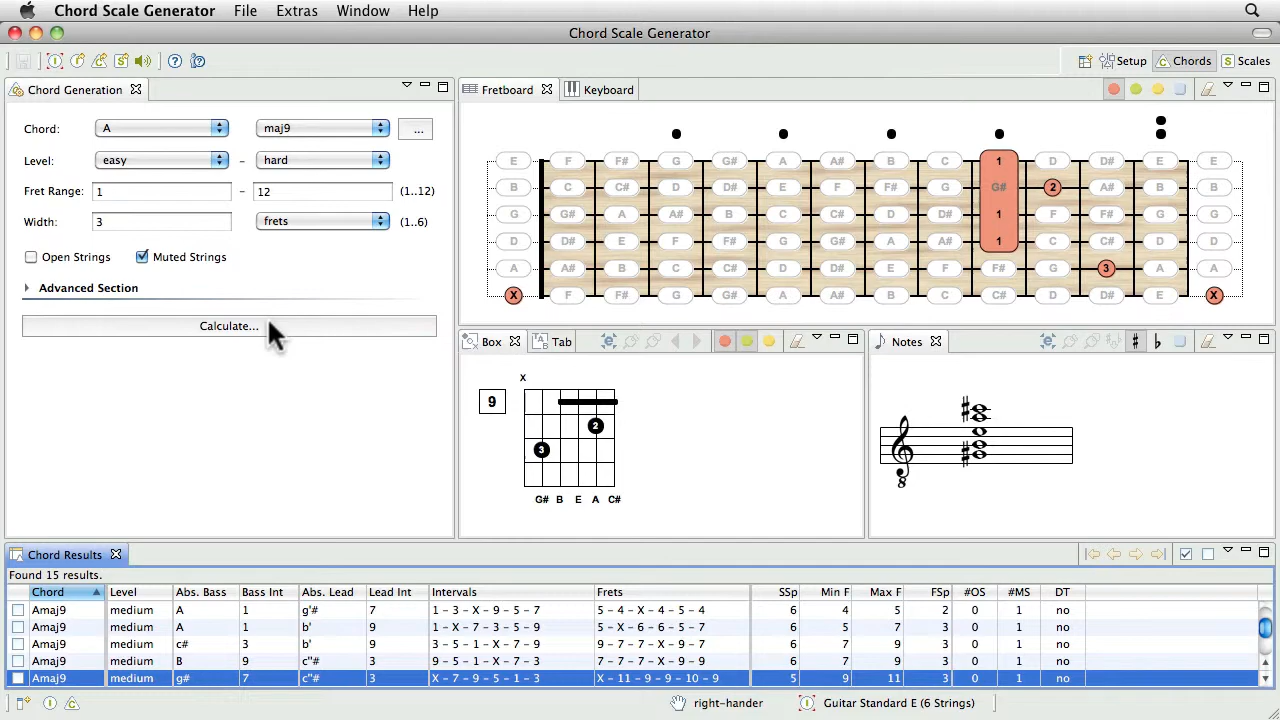 Chord Scale Generator File Extras Window Help
Chord Scale Generator
Setup Chords Scales
Chord Generation
Chord: A maj9 ...
Level: easy - hard
Fret Range: 1 - 12 (1..12)
Width: 3 frets (1..6)
Open Strings Muted Strings
Advanced Section
Calculate...
Fretboard Keyboard
E F F# G G# A A# B C 1 D D# E E
B C C# D D# E F F# G G# 2 A# B B
G G# A A# B C C# D D# 1 F F# G G
D D# E F F# G G# A A# 1 C C# D D
A A# B C C# D D# E F F# G 3 A A
X F F# G G# A A# B C C# D D# E X
Box Tab
X
9
2
3
G# B E A C#
Notes
8
Chord Results
Found 15 results.
Chord Level Abs. Bass Bass Int Abs. Lead Lead Int Intervals Frets SSp Min F Max F FSp #OS #MS DT
Amaj9 medium A 1 g'# 7 1 - 3 - X - 9 - 5 - 7 5 - 4 - X - 4 - 5 - 4 6 4 5 2 0 1 no
Amaj9 medium A 1 b' 9 1 - X - 7 - 3 - 5 - 9 5 - X - 6 - 6 - 5 - 7 6 5 7 3 0 1 no
Amaj9 medium c# 3 b' 9 3 - 5 - 1 - X - 7 - 9 9 - 7 - 7 - X - 9 - 7 6 7 9 3 0 1 no
Amaj9 medium B 9 c''# 3 9 - 5 - 1 - X - 7 - 3 7 - 7 - 7 - X - 9 - 9 6 7 9 3 0 1 no
Amaj9 medium g# 7 c''# 3 X - 7 - 9 - 5 - 1 - 3 X - 11 - 9 - 9 - 10 - 9 5 9 11 3 0 1 no
right-hander Guitar Standard E (6 Strings)